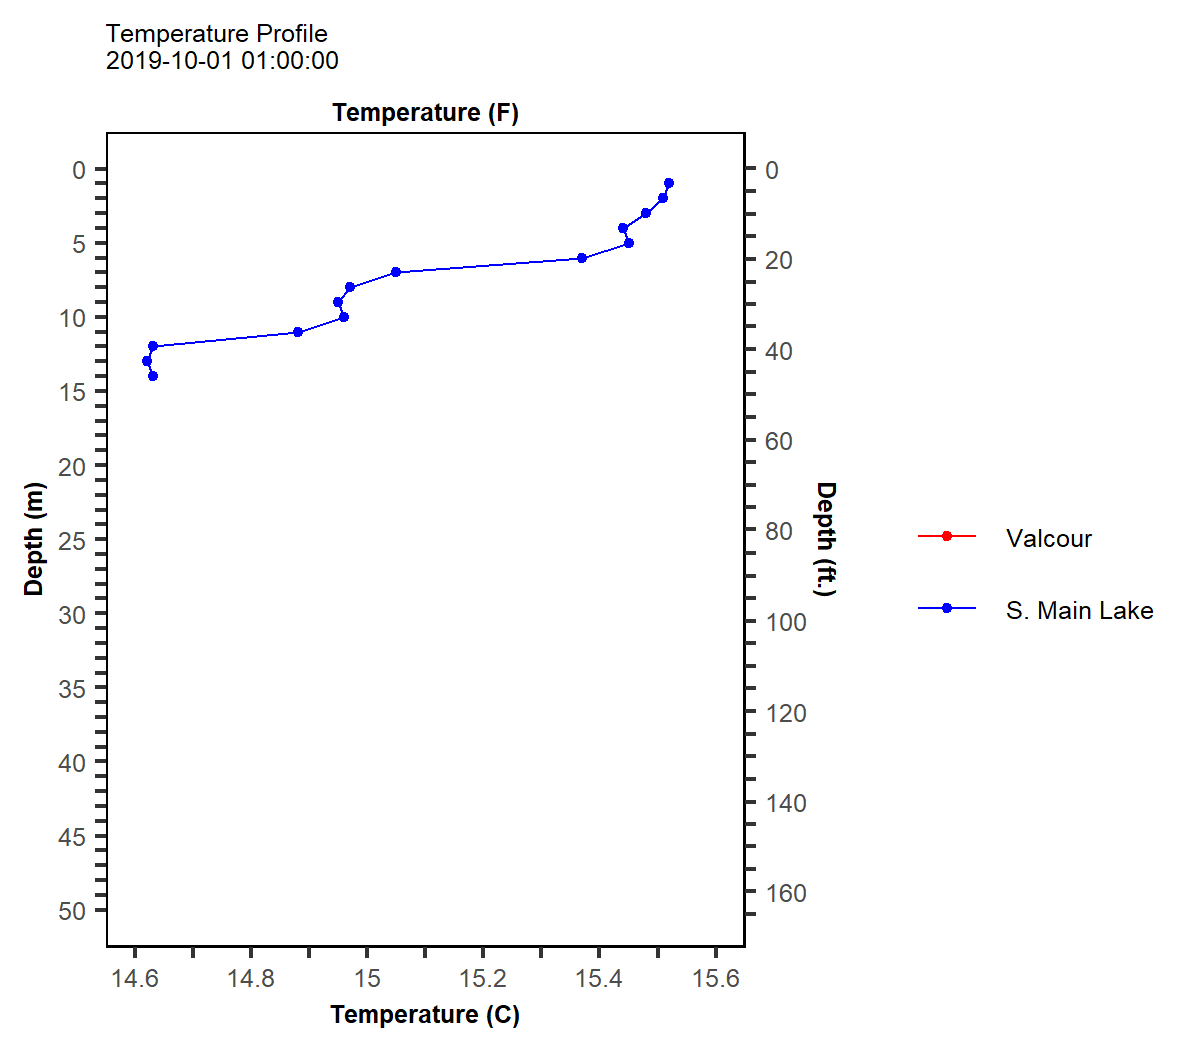 Temperature Profile
2019-10-01 01:00:00
Temperature (F)
0
5
10
15
20
25
30
35
40
45
50
Depth (m)
0
20
40
60
80
100
120
140
160
Depth (ft.)
14.6 14.8 15 15.2 15.4 15.6
Temperature (C)
Valcour
S. Main Lake